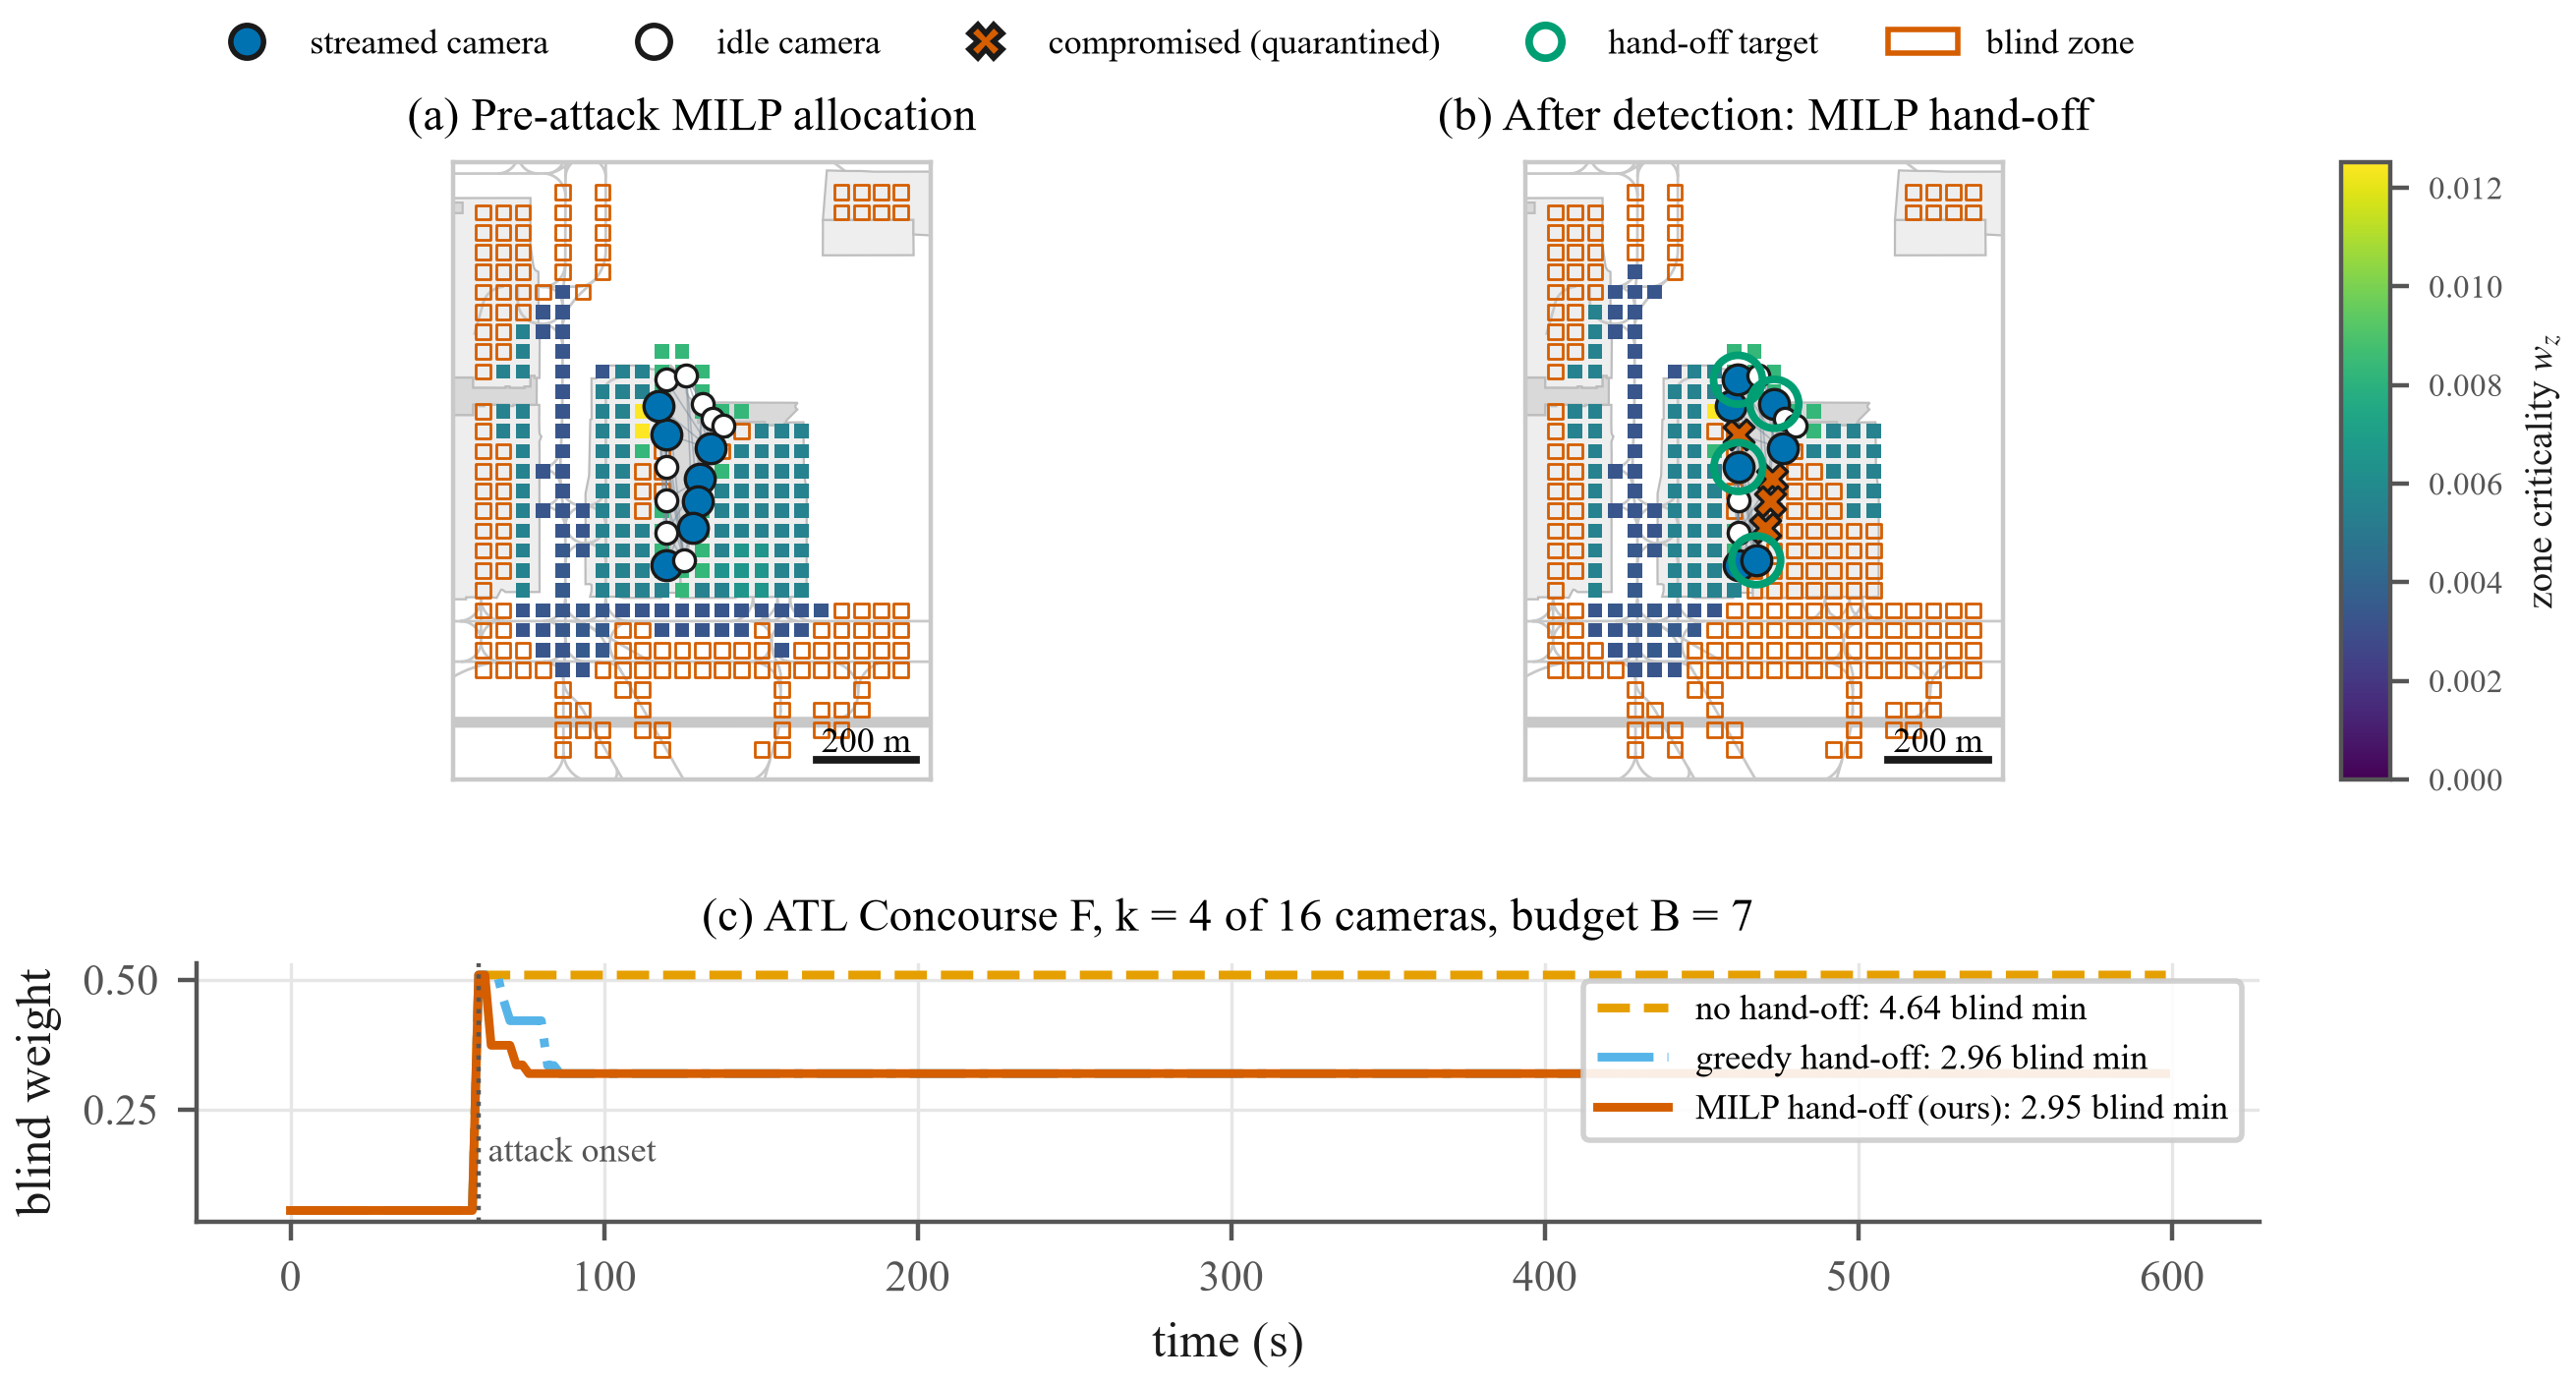 streamed camera
idle camera
compromised (quarantined)
hand-off target
blind zone
(a) Pre-attack MILP allocation
(b) After detection: MILP hand-off
200 m
200 m
0.012
0.010
0.008
0.006
0.004
0.002
0.000
zone criticality w_z
(c) ATL Concourse F, k = 4 of 16 cameras, budget B = 7
blind weight
0.50
0.25
attack onset
no hand-off: 4.64 blind min
greedy hand-off: 2.96 blind min
MILP hand-off (ours): 2.95 blind min
0
100
200
300
400
500
600
time (s)